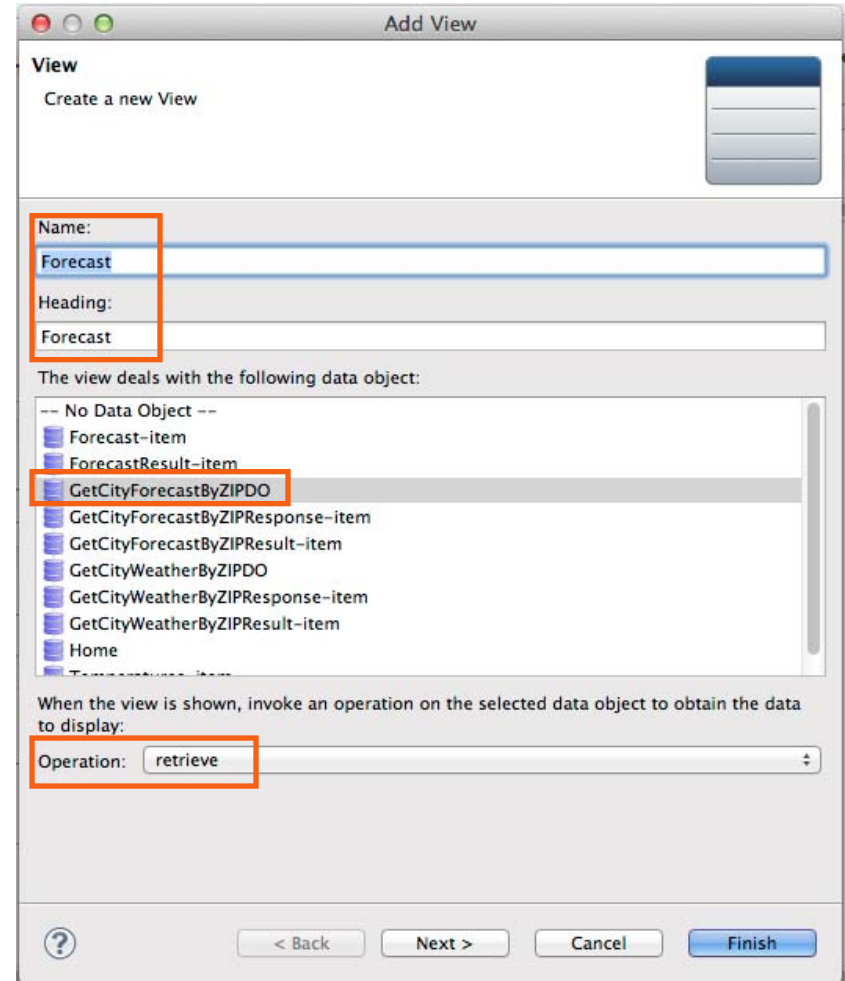 Add View
View
Create a new View
Name:
Forecast
Heading:
Forecast
The view deals with the following data object:
-- No Data Object --
Forecast-item
ForecastResult-item
GetCityForecastByZIPDO
GetCityForecastByZIPResponse-item
GetCityForecastByZIPResult-item
GetCityWeatherByZIPDO
GetCityWeatherByZIPResponse-item
GetCityWeatherByZIPResult-item
Home
When the view is shown, invoke an operation on the selected data object to obtain the data
to display:
Operation: retrieve
? < Back Next > Cancel Finish